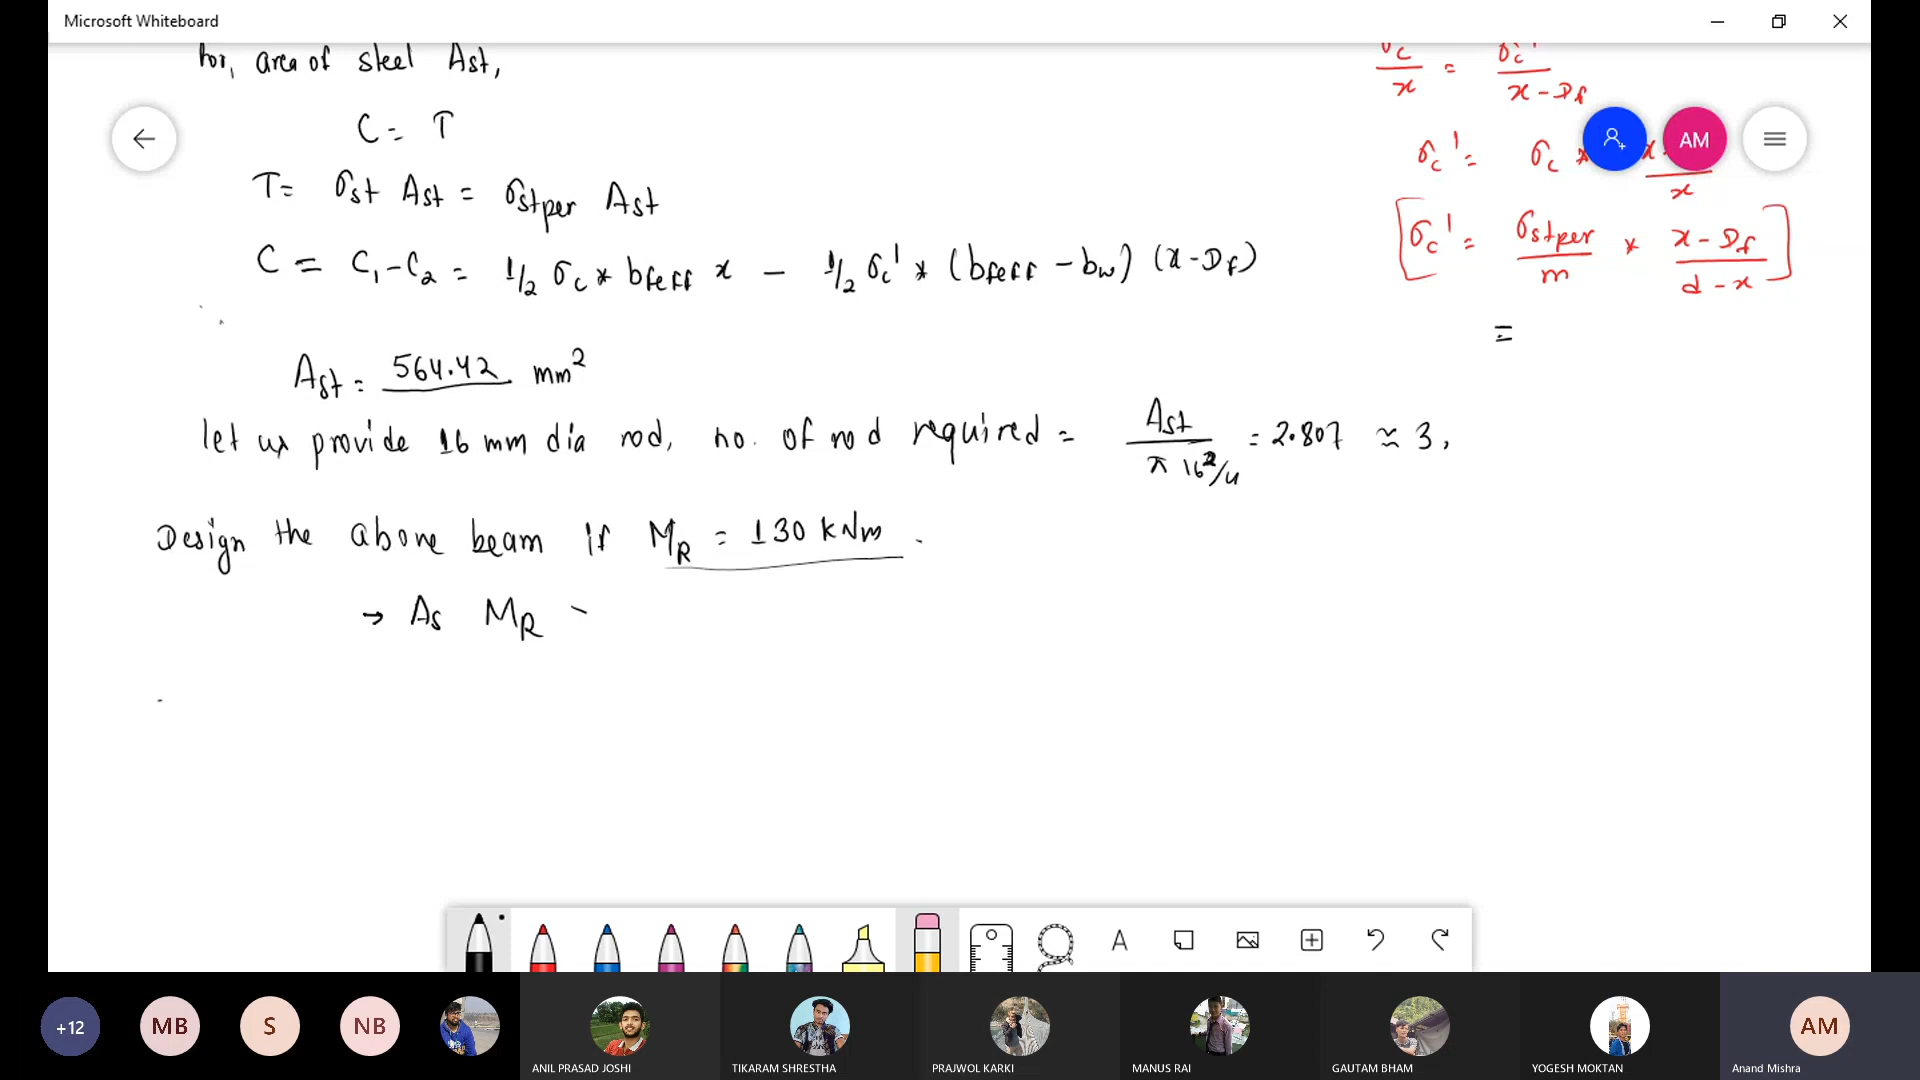 Microsoft Whiteboard
for, area of steel Ast,
C = T
T = σst Ast = σstper Ast
C = C₁ - C₂ = 1/2 σc * bfeff x - 1/2 σc' * (bfeff - bw) (x - Df)
Ast = 564.42 mm²
let us provide 16 mm dia rod, no. of rod required = Ast / (π 16²/4) = 2.807 ≈ 3,
Design the above beam if MR = 130 kNm.
→ As MR
σc / x = σc' / (x - Df)
σc' = σc * x / x
[σc' = σstper / m * (x - Df) / (d - x)]
=
AM
A
+12
MB
S
NB
AM
ANIL PRASAD JOSHI
TIKARAM SHRESTHA
PRAJWOL KARKI
MANUS RAI
GAUTAM BHAM
YOGESH MOKTAN
Anand Mishra